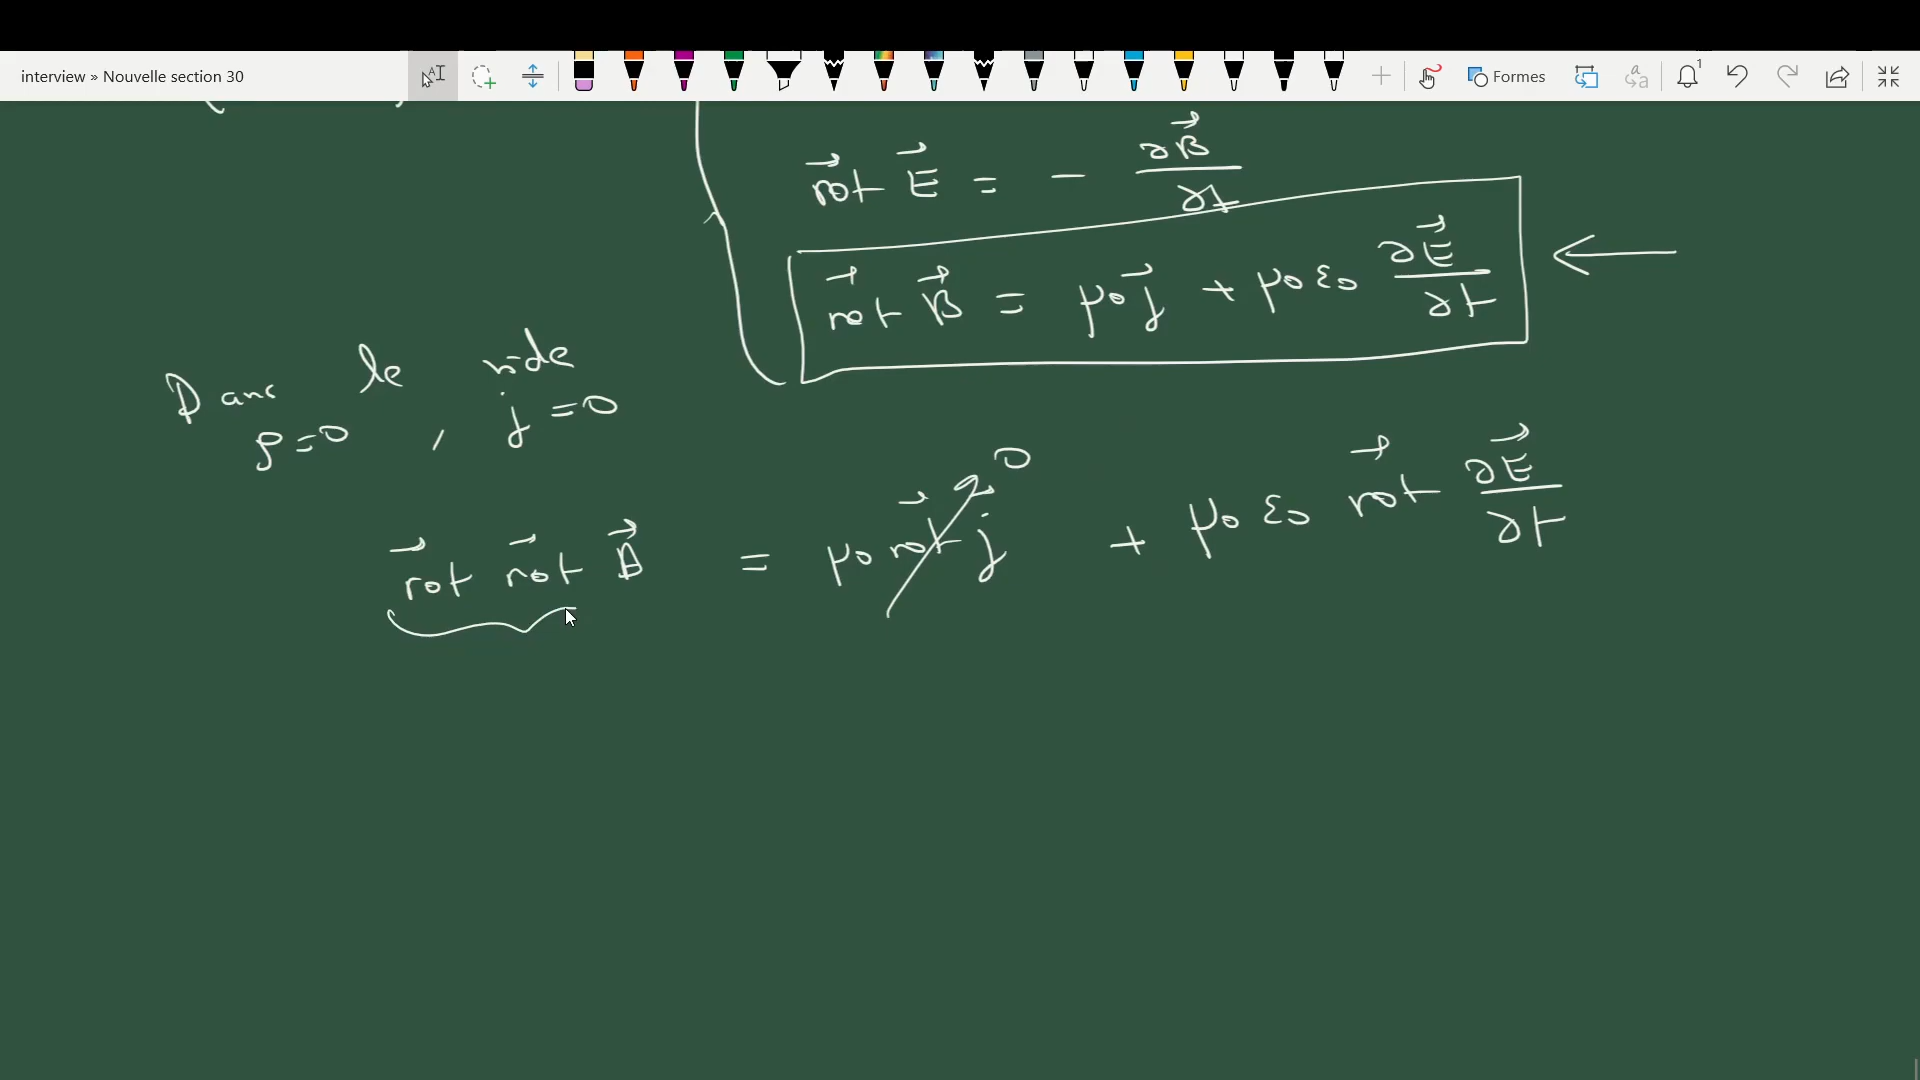 interview » Nouvelle section 30
Formes
1
rot E = - ∂B/∂t
rot B = μ0 j + μ0 ε0 ∂E/∂t
Dans le vide
ρ=0 , j=0
rot rot B = μ0 rot j 0 + μ0 ε0 rot ∂E/∂t